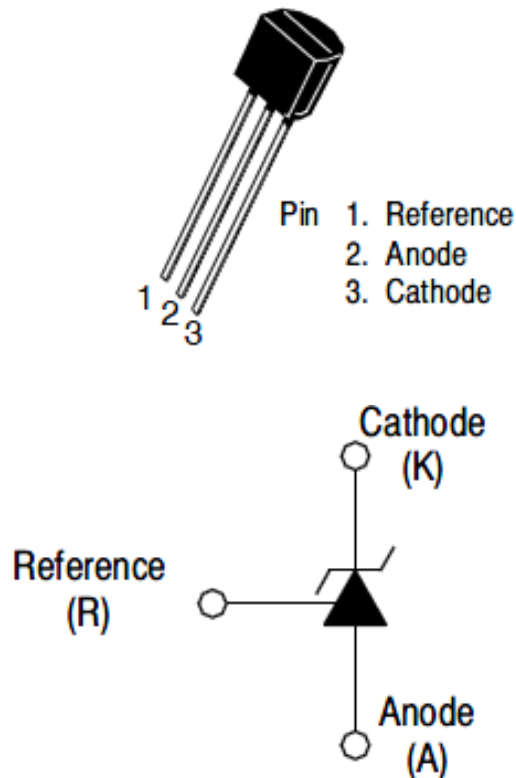 Pin 1. Reference
2. Anode
3. Cathode
1
2
3
Cathode
(K)
Reference
(R)
Anode
(A)